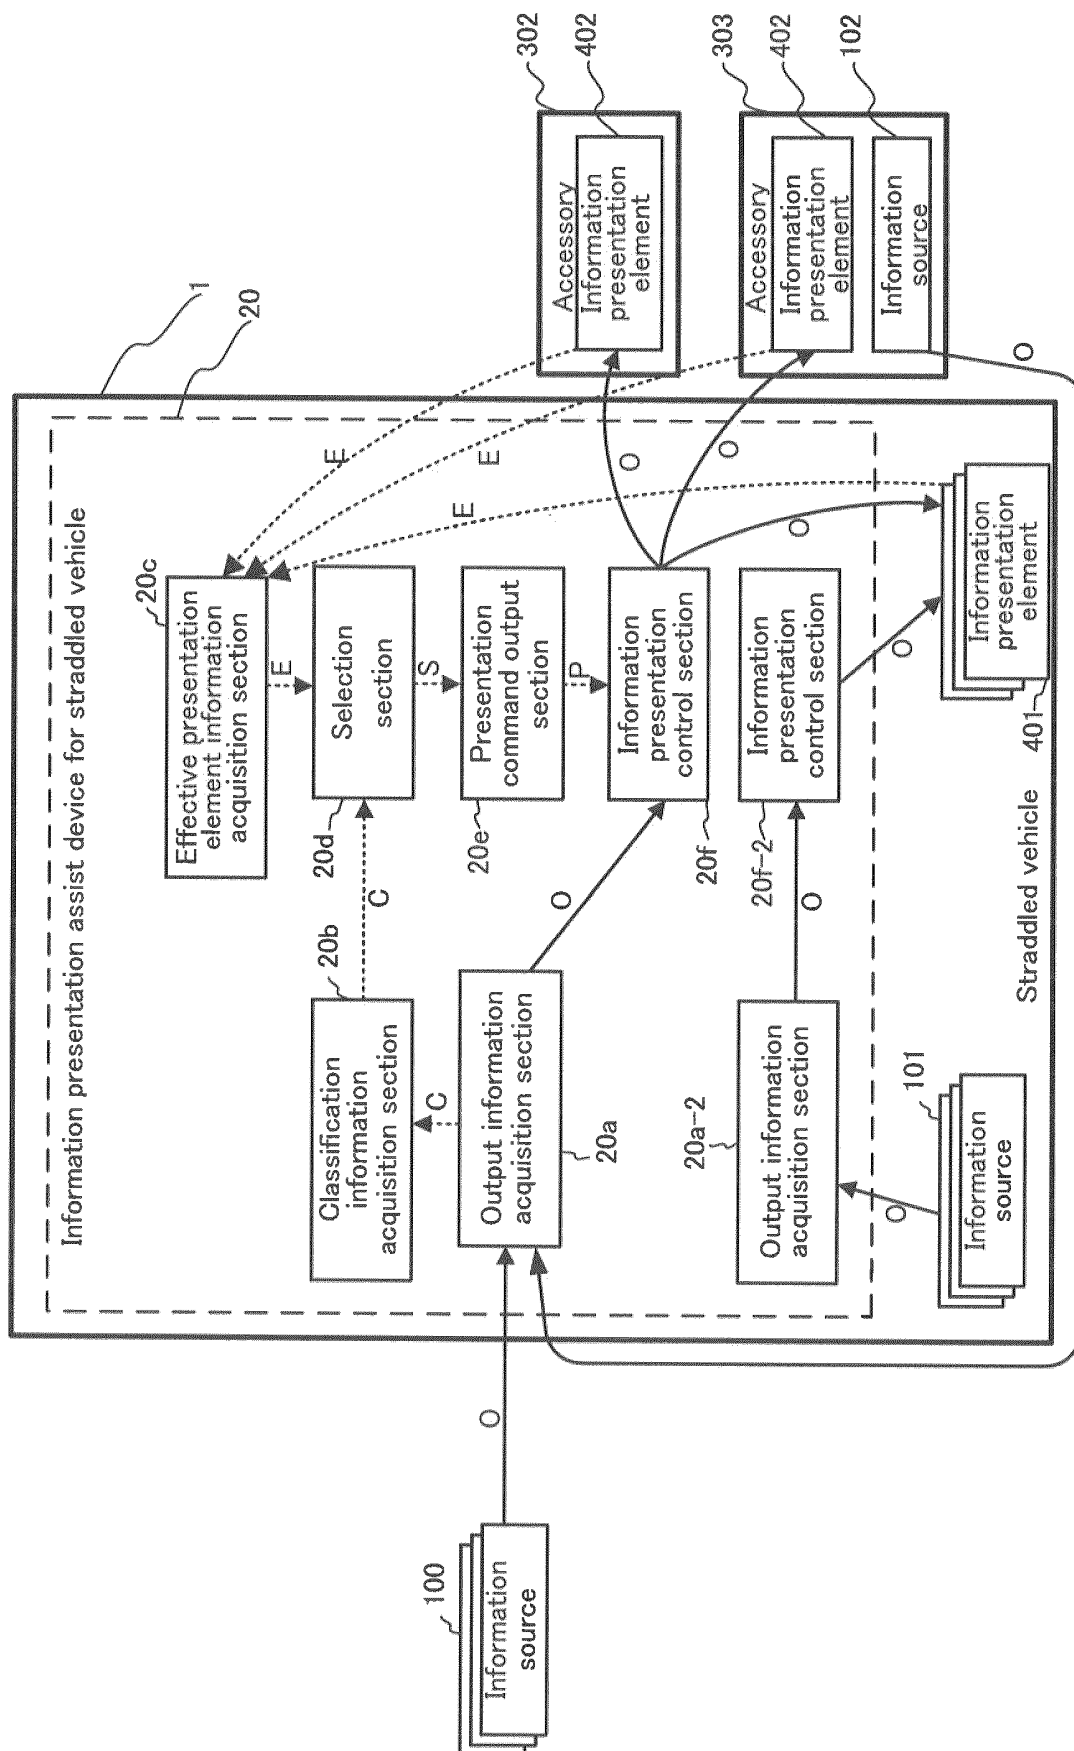 1
20
Information presentation assist device for straddled vehicle
20c
Effective presentation
element information
acquisition section
E
E
E
E
20d
Selection
section
S
20e
Presentation
command output
section
P
Information
presentation
control section
20f
Information
presentation
control section
20f-2
C
20b
Classification
information
acquisition section
C
Output information
acquisition section
20a
O
20a-2
Output information
acquisition section
O
O
101
Information
source
100
Information
source
O
O
O
O
O
Information
presentation
element
401
Straddled vehicle
302
402
Accessory
Information
presentation
element
303
402
102
Accessory
Information
presentation
element
Information
source
O